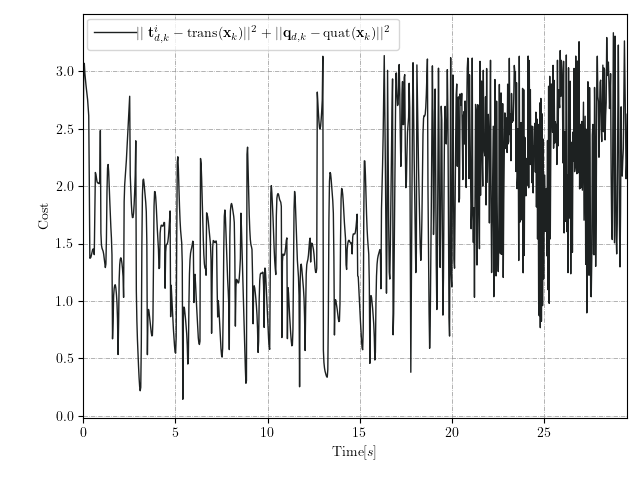 || t^i_{d,k} − trans(x_k)||² + ||q_{d,k} − quat(x_k)||²
3.0
2.5
2.0
1.5
1.0
0.5
0.0
Cost
0 5 10 15 20 25
Time[s]